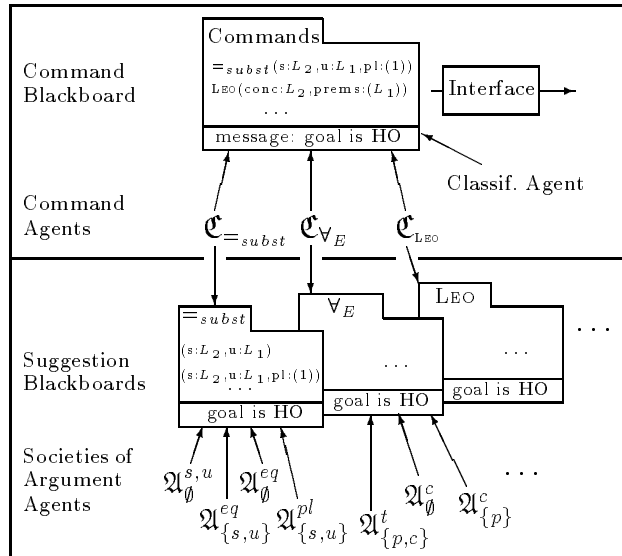 Commands
=subst(s:L2,u:L1,pl:(1))
LEO(conc:L2,prems:(L1))
...
message: goal is HO
Command
Blackboard
Interface
Classif. Agent
Command
Agents
ℭ=subst
ℭ∀E
ℭLEO
=subst
(s:L2,u:L1)
(s:L2,u:L1,pl:(1))
...
goal is HO
∀E
...
goal is HO
LEO
...
goal is HO
...
Suggestion
Blackboards
Societies of
Argument
Agents
𝔄∅^{s,u}
𝔄{s,u}^{eq}
𝔄∅^{eq}
𝔄{s,u}^{pl}
𝔄{p,c}^{t}
𝔄∅^{c}
𝔄{p}^{c}
...